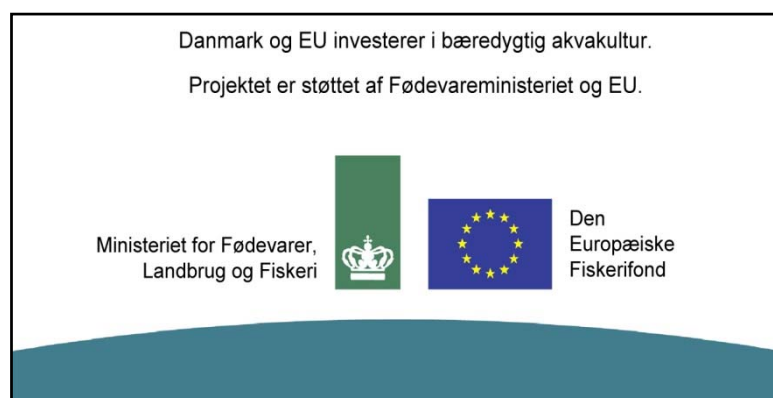 Danmark og EU investerer i bæredygtig akvakultur.
Projektet er støttet af Fødevareministeriet og EU.
Ministeriet for Fødevarer,
Landbrug og Fiskeri
Den
Europæiske
Fiskerifond